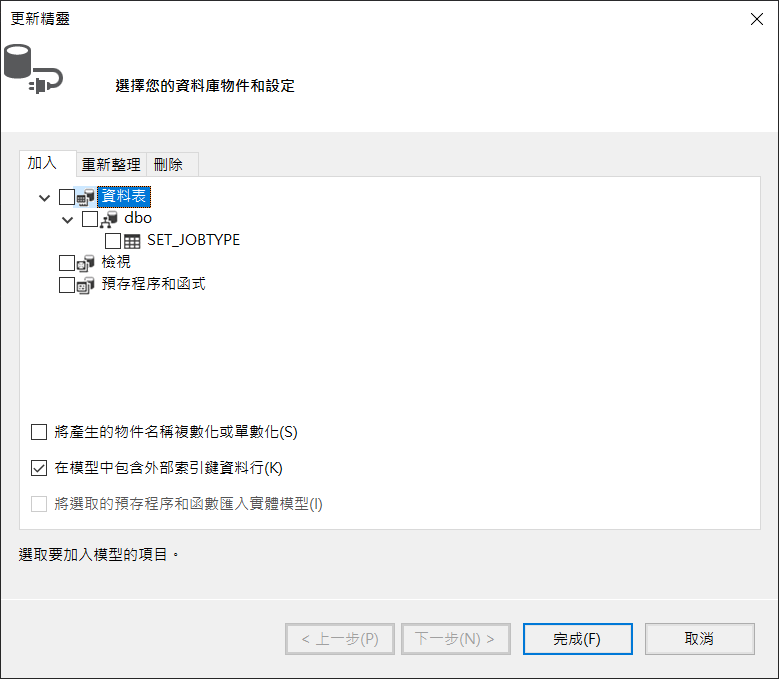 更新精靈
選擇您的資料庫物件和設定
加入 重新整理 刪除
資料表
dbo
SET_JOBTYPE
檢視
預存程序和函式
將產生的物件名稱複數化或單數化(S)
在模型中包含外部索引鍵資料行(K)
將選取的預存程序和函數匯入實體模型(I)
選取要加入模型的項目。
< 上一步(P) 下一步(N) > 完成(F) 取消